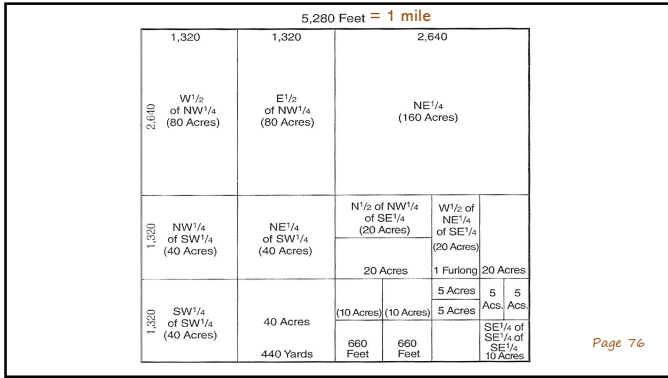 5,280 Feet = 1 mile
1,320 1,320 2,640
2,640
W1/2
of NW1/4
(80 Acres)
E1/2
of NW1/4
(80 Acres)
NE1/4
(160 Acres)
1,320
NW1/4
of SW1/4
(40 Acres)
NE1/4
of SW1/4
(40 Acres)
N1/2 of NW1/4
of SE1/4
(20 Acres)
20 Acres
W1/2 of
NE1/4
of SE1/4
(20 Acres)
1 Furlong
20 Acres
1,320
SW1/4
of SW1/4
(40 Acres)
40 Acres
440 Yards
(10 Acres)
(10 Acres)
660
Feet
660
Feet
5 Acres
5 Acres
5
Acs.
5
Acs.
SE1/4 of
SE1/4 of
SE1/4
10 Acres
Page 76